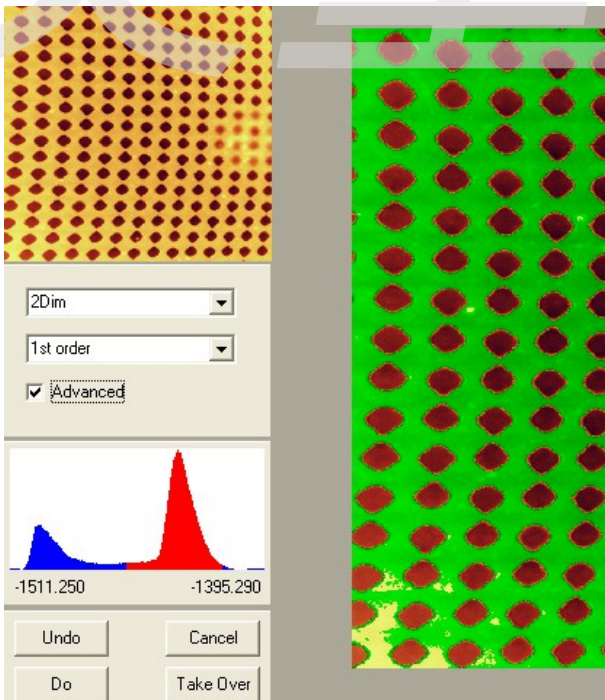 2Dim
1st order
Advanced
-1511.250 -1395.290
Undo Cancel
Do Take Over